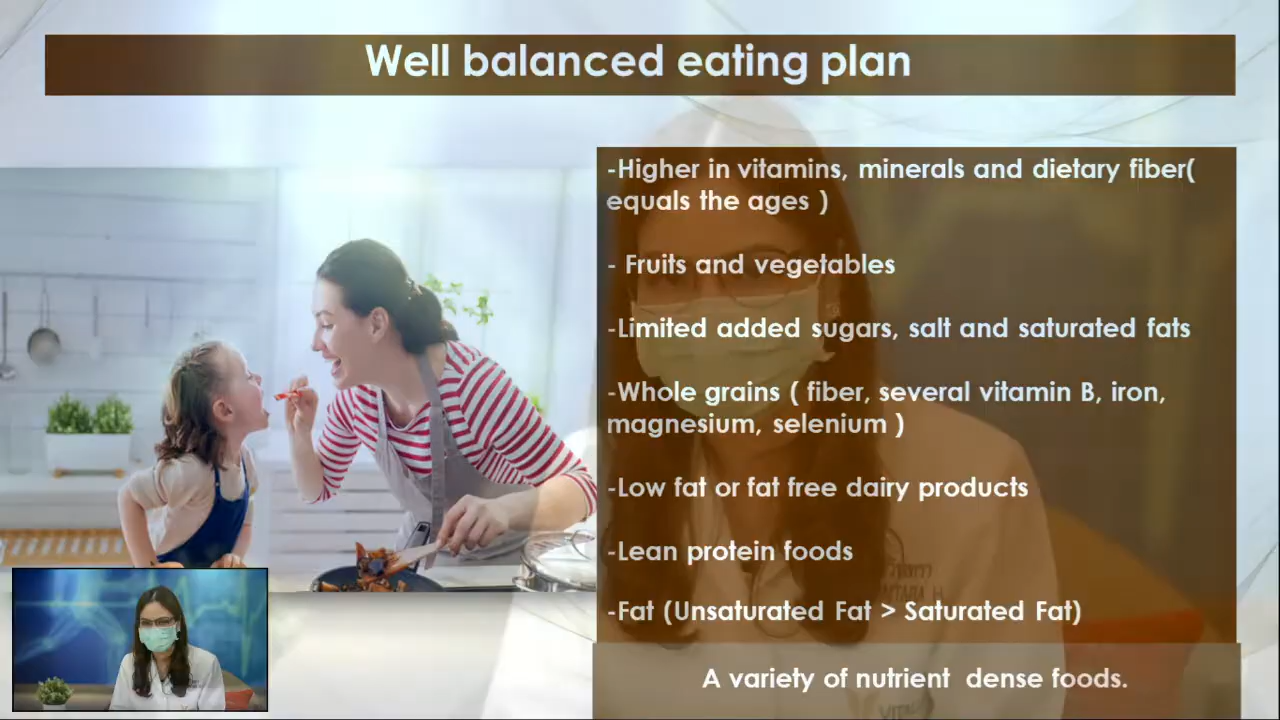 Well balanced eating plan
-Higher in vitamins, minerals and dietary fiber(
equals the ages )
- Fruits and vegetables
-Limited added sugars, salt and saturated fats
-Whole grains ( fiber, several vitamin B, iron,
magnesium, selenium )
-Low fat or fat free dairy products
-Lean protein foods
-Fat (Unsaturated Fat > Saturated Fat)
A variety of nutrient  dense foods.